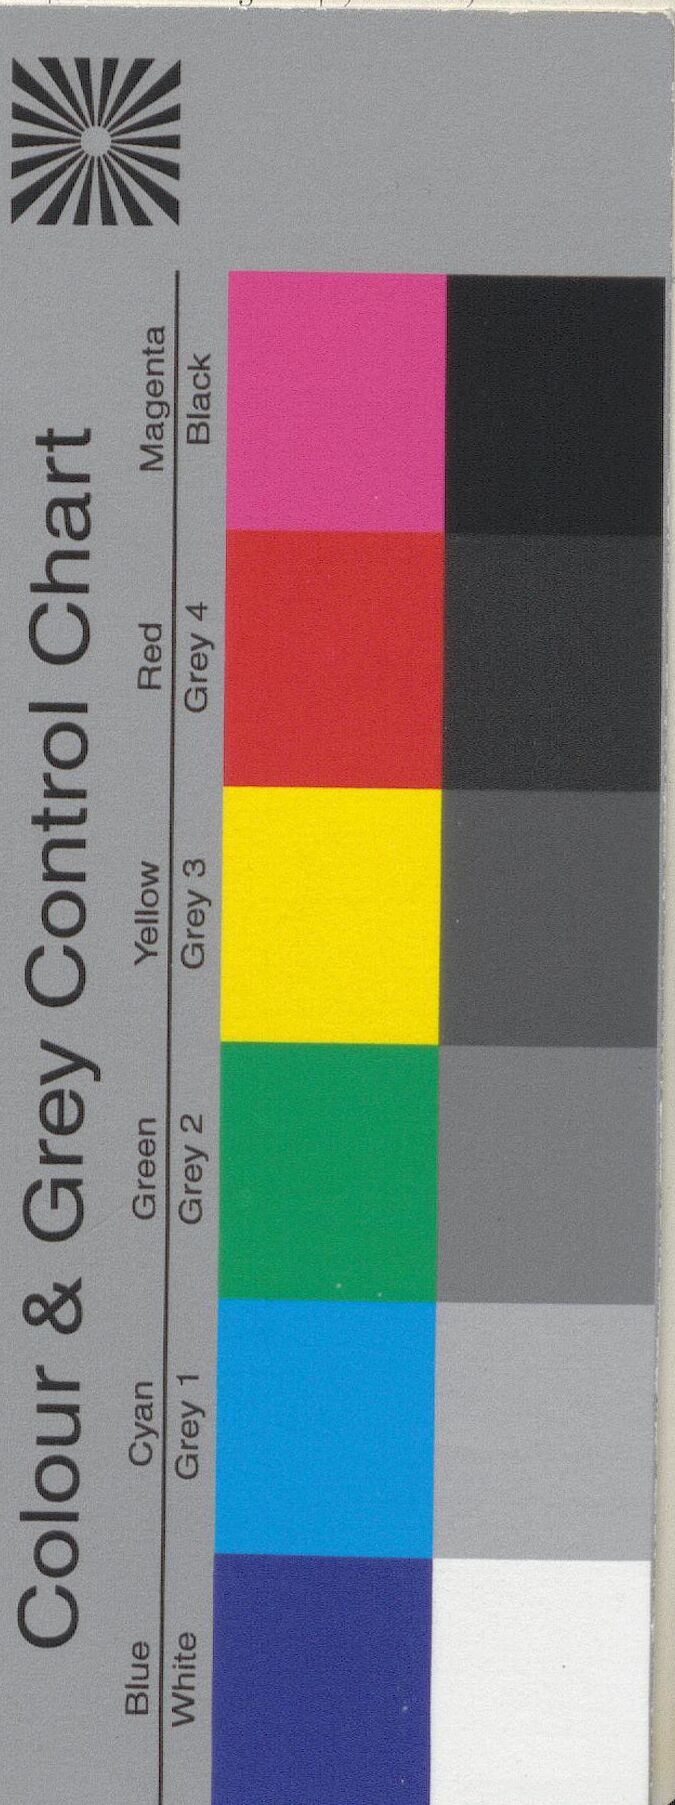 Colour & Grey Control Chart
Blue Cyan Green Yellow Red Magenta
White Grey 1 Grey 2 Grey 3 Grey 4 Black